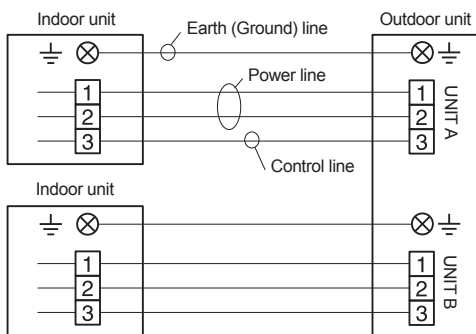 Indoor unit
Outdoor unit
Earth (Ground) line
Power line
1
2
3
1
2
3
UNIT A
Control line
Indoor unit
1
2
3
1
2
3
UNIT B